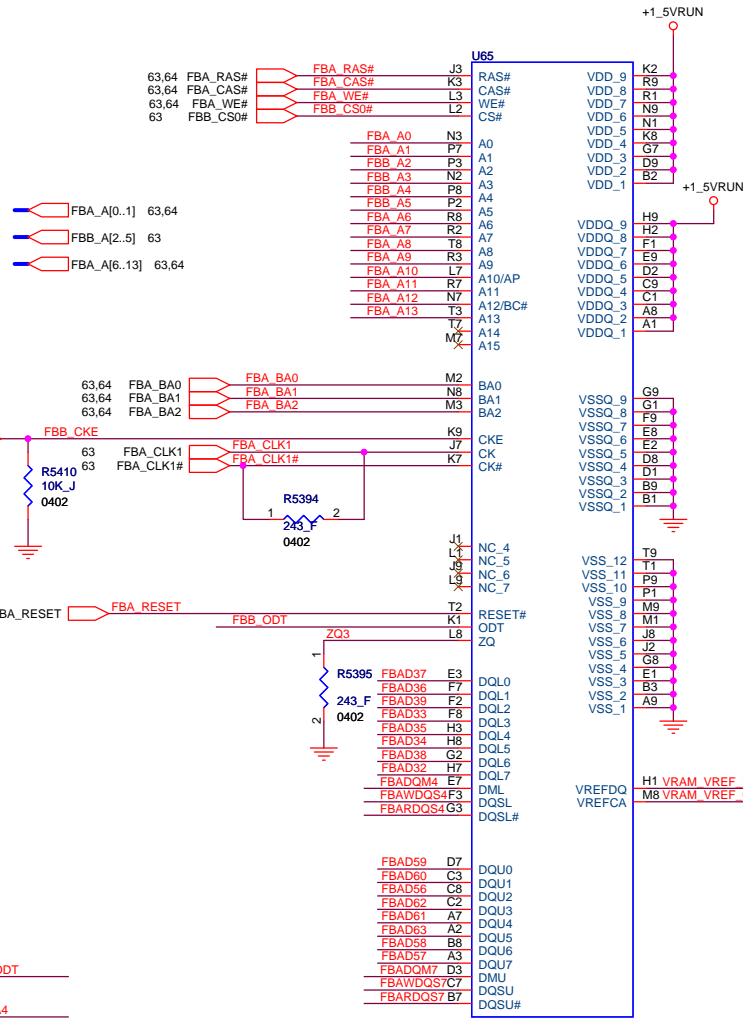 +1_5VRUN
U65
63,64 FBA_RAS# FBA_RAS# J3 RAS# VDD_9 K2
63,64 FBA_CAS# FBA_CAS# K3 CAS# VDD_8 R9
63,64 FBA_WE# FBA_WE# L3 WE# VDD_7 R1
63 FBB_CS0# FBB_CS0# L2 CS# VDD_6 N9
VDD_5 N1
FBA_A0 N3 A0 VDD_4 K8
FBA_A1 P7 A1 VDD_3 G7
FBB_A2 P3 A2 VDD_2 D9
FBB_A3 N2 A3 VDD_1 B2
+1_5VRUN
FBB_A4 P8 A4
FBB_A5 P2 A5
FBA_A[0..1] 63,64
FBA_A6 R8 A6 VDDQ_9 H9
FBA_A7 R2 A7 VDDQ_8 H2
FBB_A[2..5] 63
FBA_A8 T8 A8 VDDQ_7 F1
FBA_A9 R3 A9 VDDQ_6 E9
FBA_A[6..13] 63,64
FBA_A10 L7 A10/AP VDDQ_5 D2
FBA_A11 R7 A11 VDDQ_4 C9
FBA_A12 N7 A12/BC# VDDQ_3 C1
FBA_A13 T3 A13 VDDQ_2 A8
T7 A14 VDDQ_1 A1
M7 A15
63,64 FBA_BA0 FBA_BA0 M2 BA0
63,64 FBA_BA1 FBA_BA1 N8 BA1 VSSQ_9 G9
63,64 FBA_BA2 FBA_BA2 M3 BA2 VSSQ_8 G1
VSSQ_7 F9
FBB_CKE K9 CKE VSSQ_6 E8
63 FBA_CLK1 FBA_CLK1 J7 CK VSSQ_5 E2
63 FBA_CLK1# FBA_CLK1# K7 CK# VSSQ_4 D8
VSSQ_3 D1
VSSQ_2 B9
VSSQ_1 B1
R5410
10K_J
0402
R5394
1 2
243_F
0402
J1 NC_4
L1 NC_5 VSS_12 T9
J9 NC_6 VSS_11 T1
L9 NC_7 VSS_10 P9
VSS_9 P1
BA_RESET FBA_RESET T2 RESET# VSS_8 M9
FBB_ODT K1 ODT VSS_7 M1
ZQ3 L8 ZQ VSS_6 J8
VSS_5 J2
VSS_4 G8
VSS_3 E1
VSS_2 B3
VSS_1 A9
1
R5395
243_F
2
0402
FBAD37 E3 DQL0
FBAD36 F7 DQL1
FBAD39 F2 DQL2
FBAD33 F8 DQL3
FBAD35 H3 DQL4
FBAD34 H8 DQL5
FBAD38 G2 DQL6
FBAD32 H7 DQL7
FBADQM4 E7 DML VREFDQ H1 VRAM_VREF_
FBAWDQS4 F3 DQSL VREFCA M8 VRAM_VREF_
FBARDQS4 G3 DQSL#
FBAD59 D7 DQU0
FBAD60 C3 DQU1
FBAD56 C8 DQU2
FBAD62 C2 DQU3
FBAD61 A7 DQU4
FBAD63 A2 DQU5
FBAD58 B8 DQU6
FBAD57 A3 DQU7
FBADQM7 D3 DMU
FBAWDQS7 C7 DQSU
FBARDQS7 B7 DQSU#